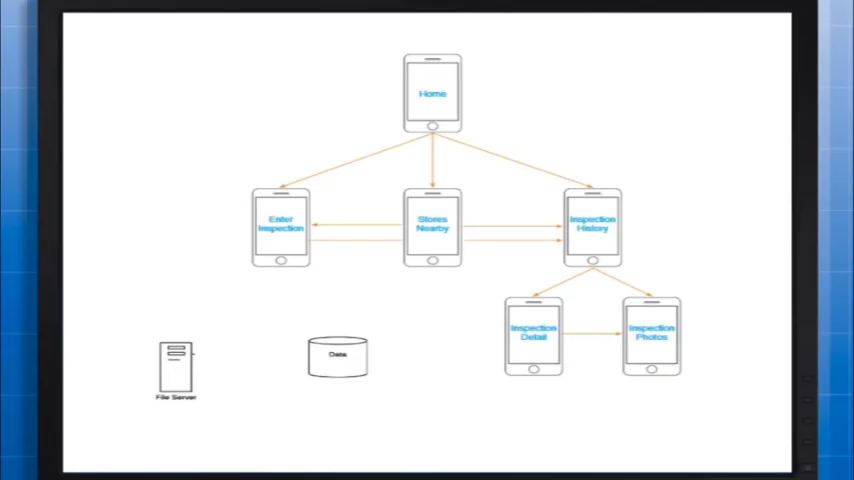 Home
Enter
Inspection
Stores
Nearby
Inspection
History
Inspection
Detail
Inspection
Photos
Data
File Server